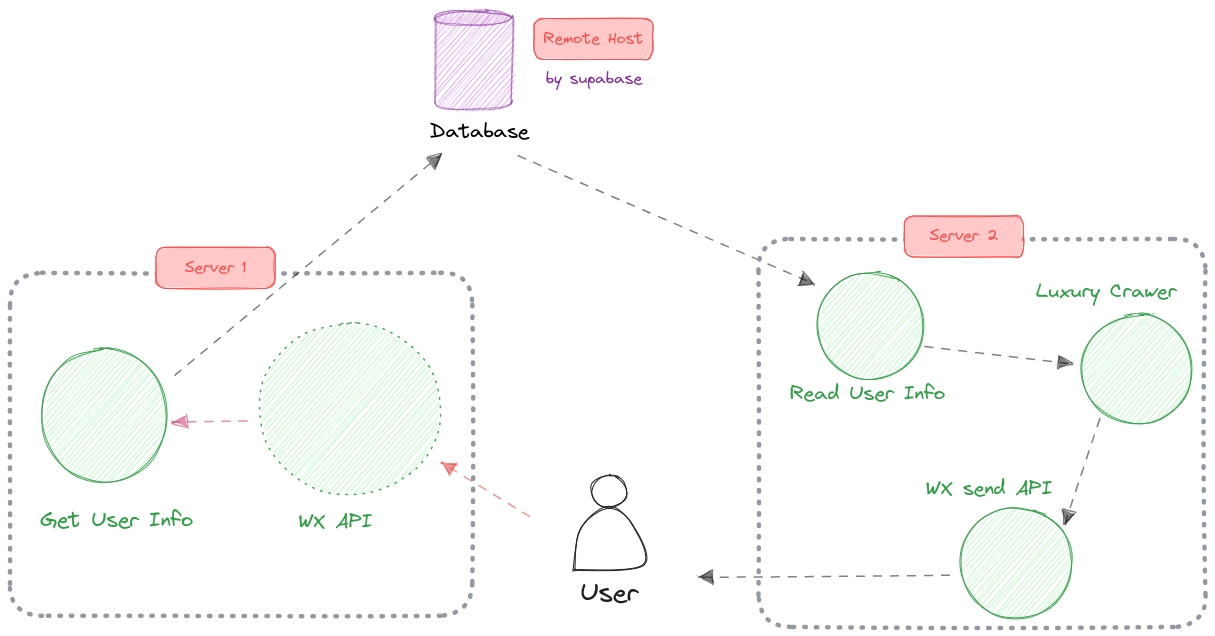 Remote Host
by supabase
Database
Server 1
Server 2
Luxury Crawer
Read User Info
WX send API
Get User Info
WX API
User